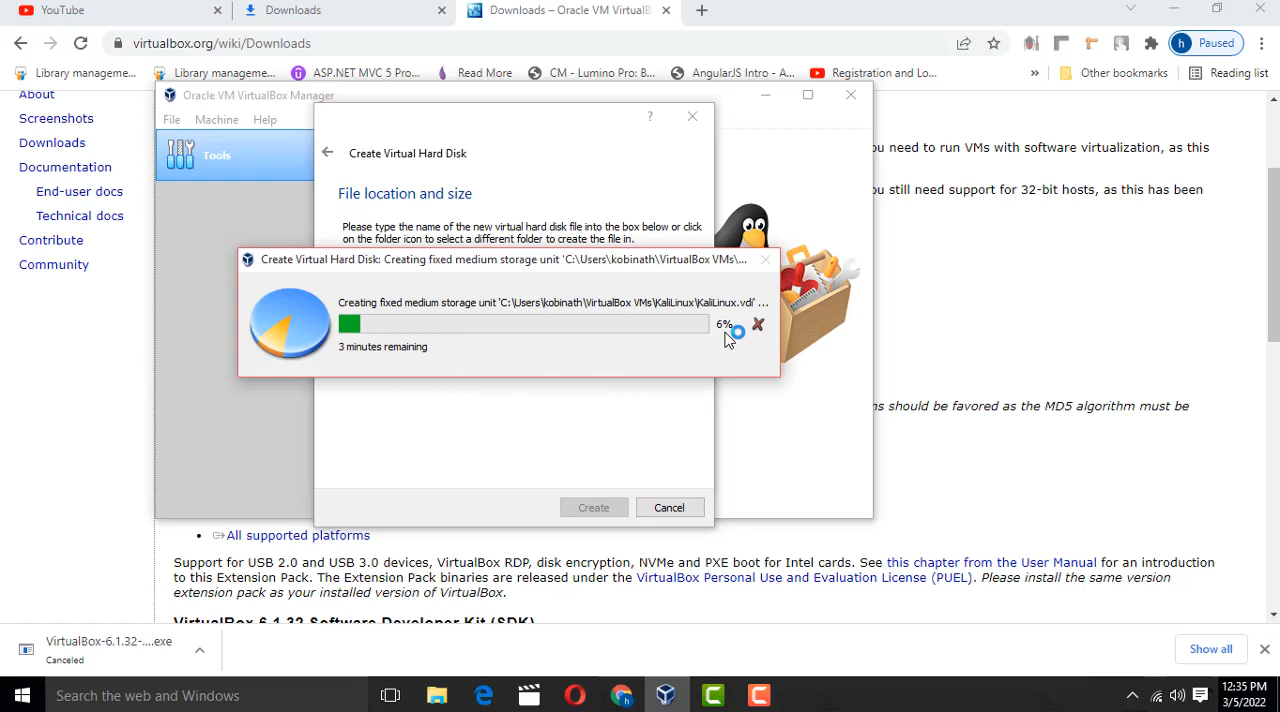 YouTube
Downloads
Downloads – Oracle VM VirtualB
virtualbox.org/wiki/Downloads
h Paused
Library manageme...
Library manageme...
ASP.NET MVC 5 Pro...
Read More
CM - Lumino Pro: B...
AngularJS Intro - A...
Registration and Lo...
»
Other bookmarks
Reading list
About
Screenshots
Downloads
Documentation
End-user docs
Technical docs
Contribute
Community
Oracle VM VirtualBox Manager
File Machine Help
Tools
ou need to run VMs with software virtualization, as this
ou still need support for 32-bit hosts, as this has been
?
Create Virtual Hard Disk
File location and size
Please type the name of the new virtual hard disk file into the box below or click
on the folder icon to select a different folder to create the file in.
Create Virtual Hard Disk: Creating fixed medium storage unit 'C:\Users\kobinath\VirtualBox VMs\...
Creating fixed medium storage unit 'C:\Users\kobinath\VirtualBox VMs\KaliLinux\KaliLinux.vdi' ...
6%
3 minutes remaining
ms should be favored as the MD5 algorithm must be
Create Cancel
All supported platforms
Support for USB 2.0 and USB 3.0 devices, VirtualBox RDP, disk encryption, NVMe and PXE boot for Intel cards. See this chapter from the User Manual for an introduction
to this Extension Pack. The Extension Pack binaries are released under the VirtualBox Personal Use and Evaluation License (PUEL). Please install the same version
extension pack as your installed version of VirtualBox.
VirtualBox 6.1.32 Software Developer Kit (SDK)
VirtualBox-6.1.32-....exe
Canceled
Show all
Search the web and Windows
12:35 PM
3/5/2022